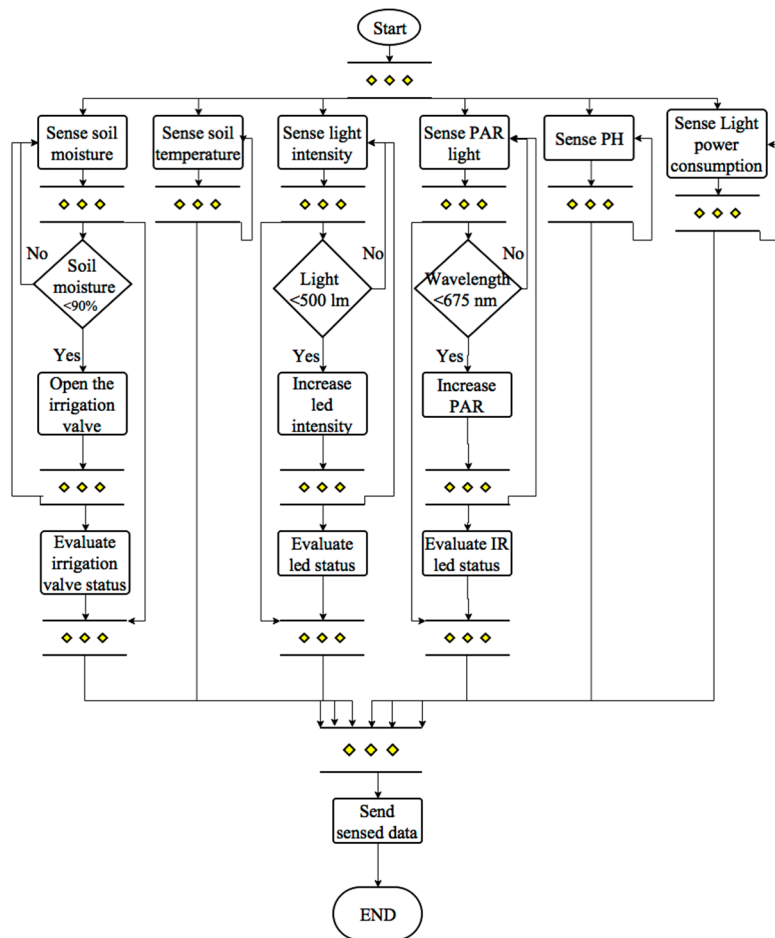 Start
Sense soil
moisture
Sense soil
temperature
Sense light
intensity
Sense PAR
light
Sense PH
Sense Light
power
consumption
No
Soil
moisture
<90%
No
Light
<500 lm
No
Wavelength
<675 nm
Yes
Yes
Yes
Open the
irrigation
valve
Increase
led
intensity
Increase
PAR
Evaluate
irrigation
valve status
Evaluate
led status
Evaluate IR
led status
Send
sensed data
END